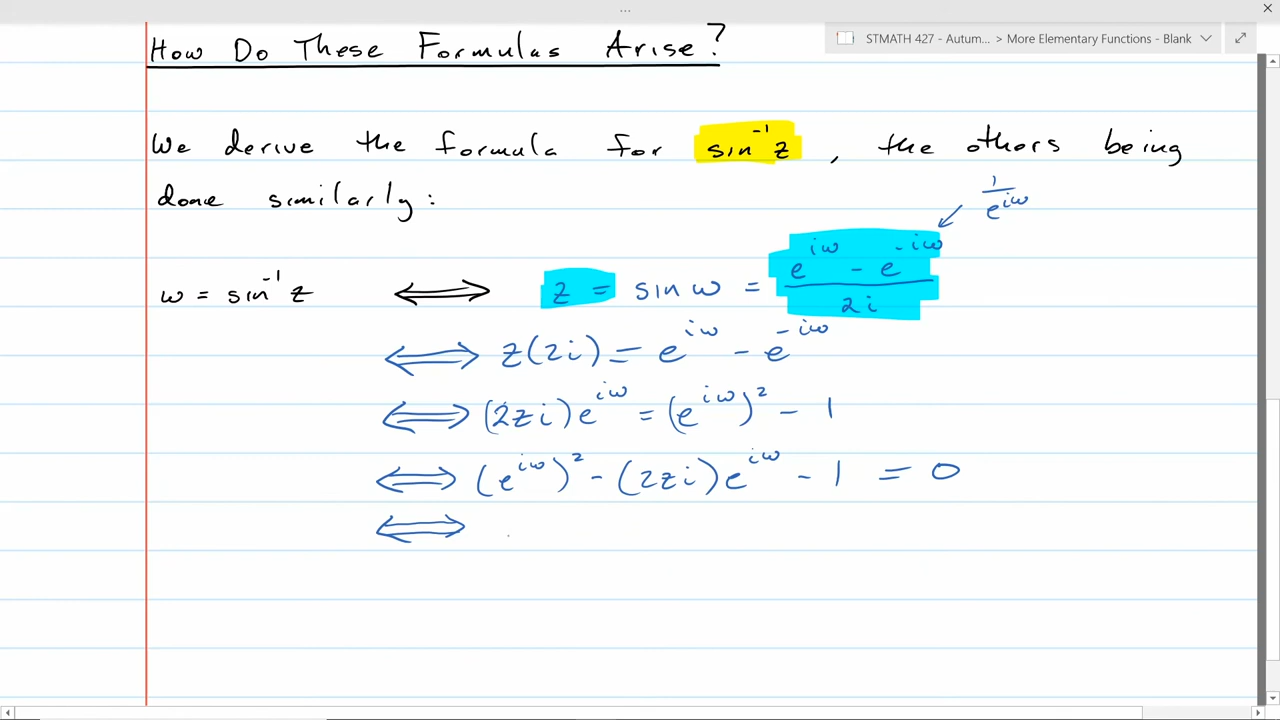 ...
How Do These Formulas Arise?
STMATH 427 - Autum... > More Elementary Functions - Blank
We derive the formula for sin⁻¹z, the others being
done similarly:
1/e^{iω}
ω = sin⁻¹z ⟺ z = sin ω = (e^{iω} - e^{-iω})/2i
⟺ z(2i) = e^{iω} - e^{-iω}
⟺ (2zi)e^{iω} = (e^{iω})² - 1
⟺ (e^{iω})² - (2zi)e^{iω} - 1 = 0
⟺